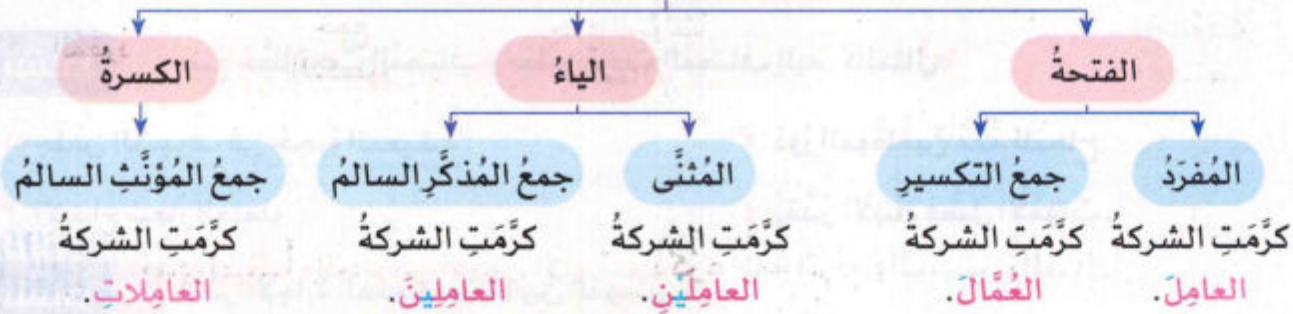 الفتحةُ الياءُ الكسرةُ
المُفرَدُ جمعُ التكسيرِ المُثنَّى جمعُ المُذكَّرِ السالمُ جمعُ المُؤنَّثِ السالمُ
كرَّمَتِ الشركةُ كرَّمَتِ الشركةُ كرَّمَتِ الشركةُ كرَّمَتِ الشركةُ كرَّمَتِ الشركةُ
العامِلَ. العُمَّالَ. العامِلَيْنِ. العامِلِينَ. العامِلاتِ.